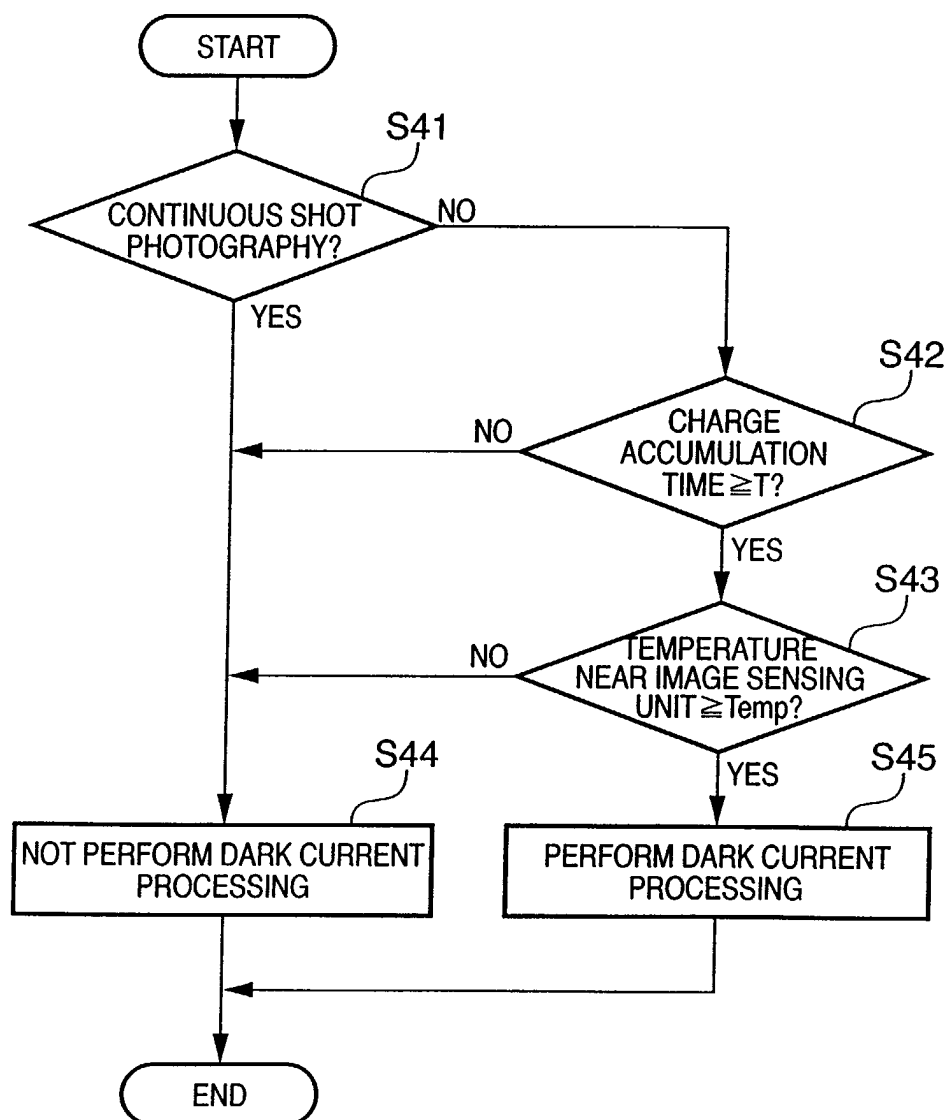 START
S41
CONTINUOUS SHOT
PHOTOGRAPHY?
NO
YES
S42
CHARGE
ACCUMULATION
TIME≧T?
NO
YES
S43
TEMPERATURE
NEAR IMAGE SENSING
UNIT≧Temp?
NO
YES
S44
NOT PERFORM DARK CURRENT
PROCESSING
S45
PERFORM DARK CURRENT
PROCESSING
END